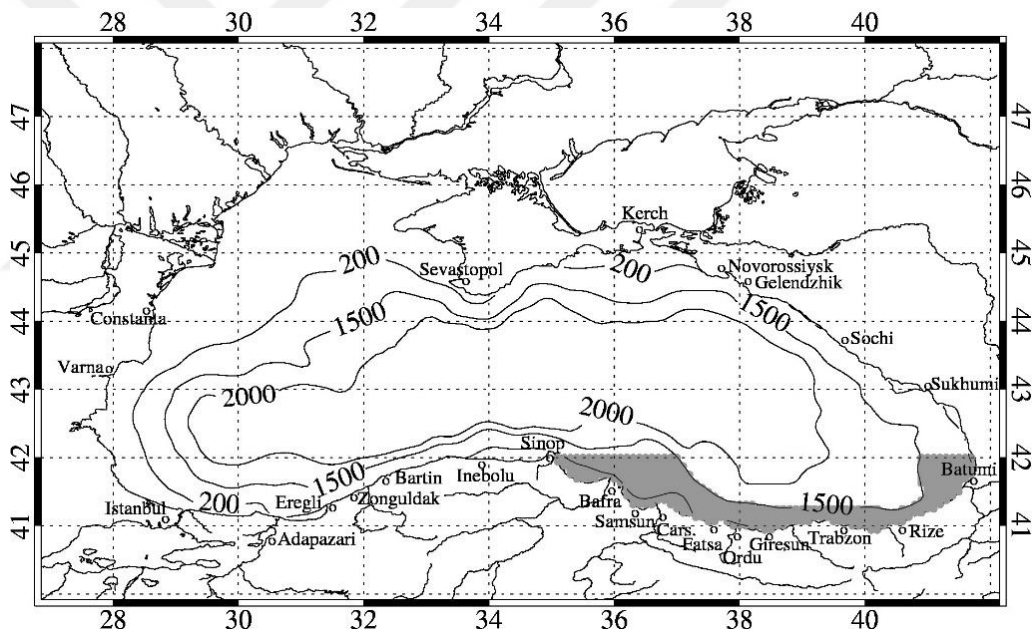 28 30 32 34 36 38 40
47 47
46 46
Kerch
45 200 200 45
Sevastopol Novorossiysk
Gelendzhik
44 Constanta 1500 1500 44
Sochi
Varna
43 2000 Sukhumi 43
2000
Sinop
42 42
1500 Bartin Inebolu Batumi
200 Eregli Zonguldak Bafra 1500
Istanbul Samsun
41 Cars. 41
Adapazari Fatsa Giresun Trabzon Rize
Ordu
28 30 32 34 36 38 40